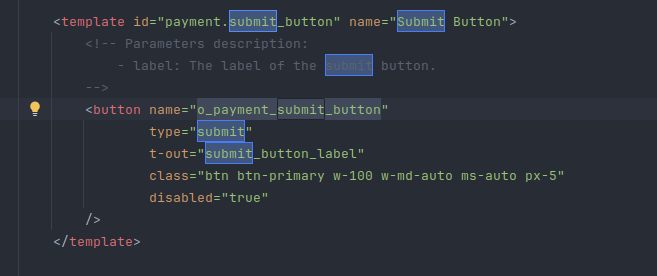 <template id="payment.submit_button" name="Submit Button">
<!-- Parameters description:
- label: The label of the submit button.
-->
<button name="o_payment_submit_button"
type="submit"
t-out="submit_button_label"
class="btn btn-primary w-100 w-md-auto ms-auto px-5"
disabled="true"
/>
</template>